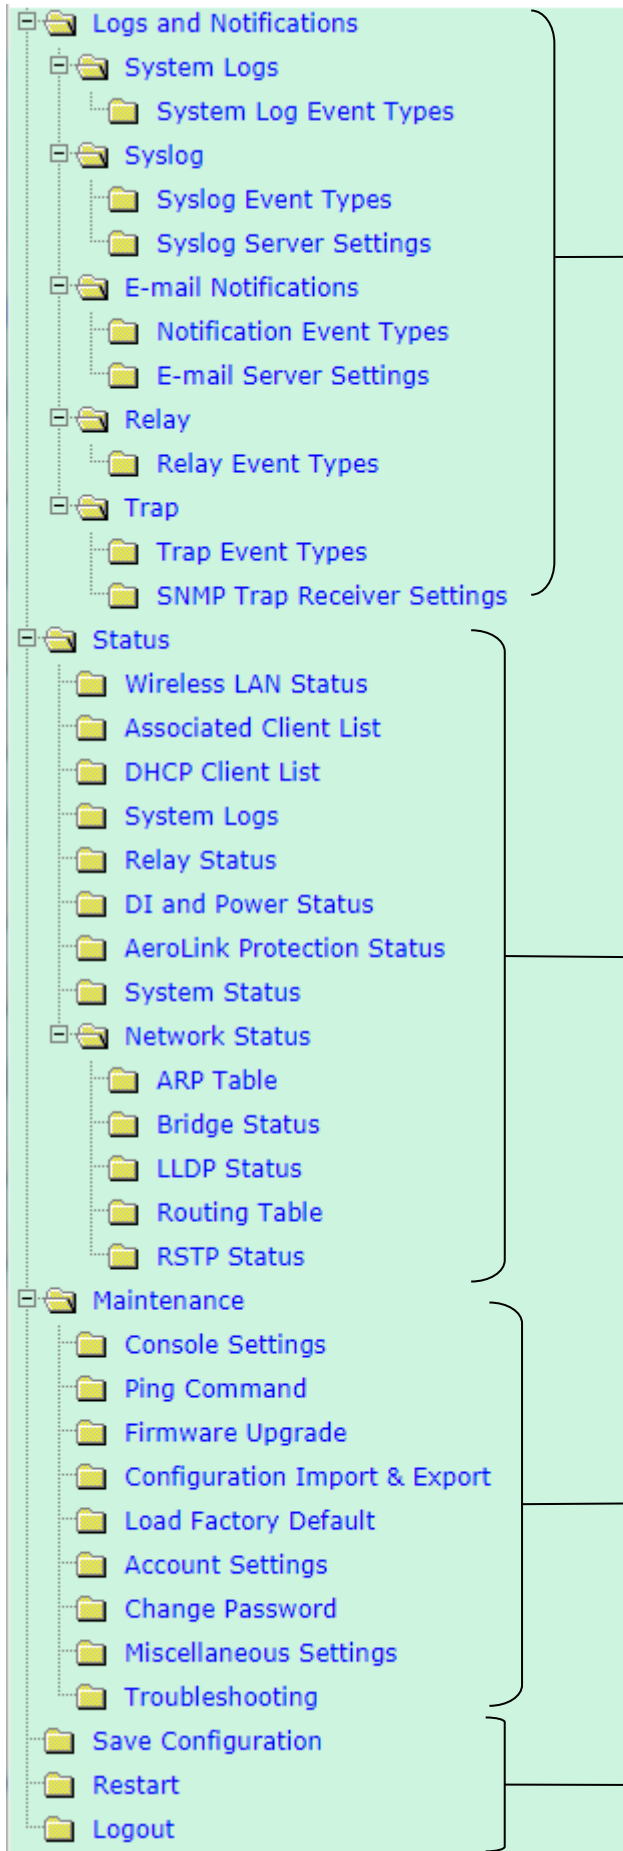 Logs and Notifications
System Logs
System Log Event Types
Syslog
Syslog Event Types
Syslog Server Settings
E-mail Notifications
Notification Event Types
E-mail Server Settings
Relay
Relay Event Types
Trap
Trap Event Types
SNMP Trap Receiver Settings
Status
Wireless LAN Status
Associated Client List
DHCP Client List
System Logs
Relay Status
DI and Power Status
AeroLink Protection Status
System Status
Network Status
ARP Table
Bridge Status
LLDP Status
Routing Table
RSTP Status
Maintenance
Console Settings
Ping Command
Firmware Upgrade
Configuration Import & Export
Load Factory Default
Account Settings
Change Password
Miscellaneous Settings
Troubleshooting
Save Configuration
Restart
Logout